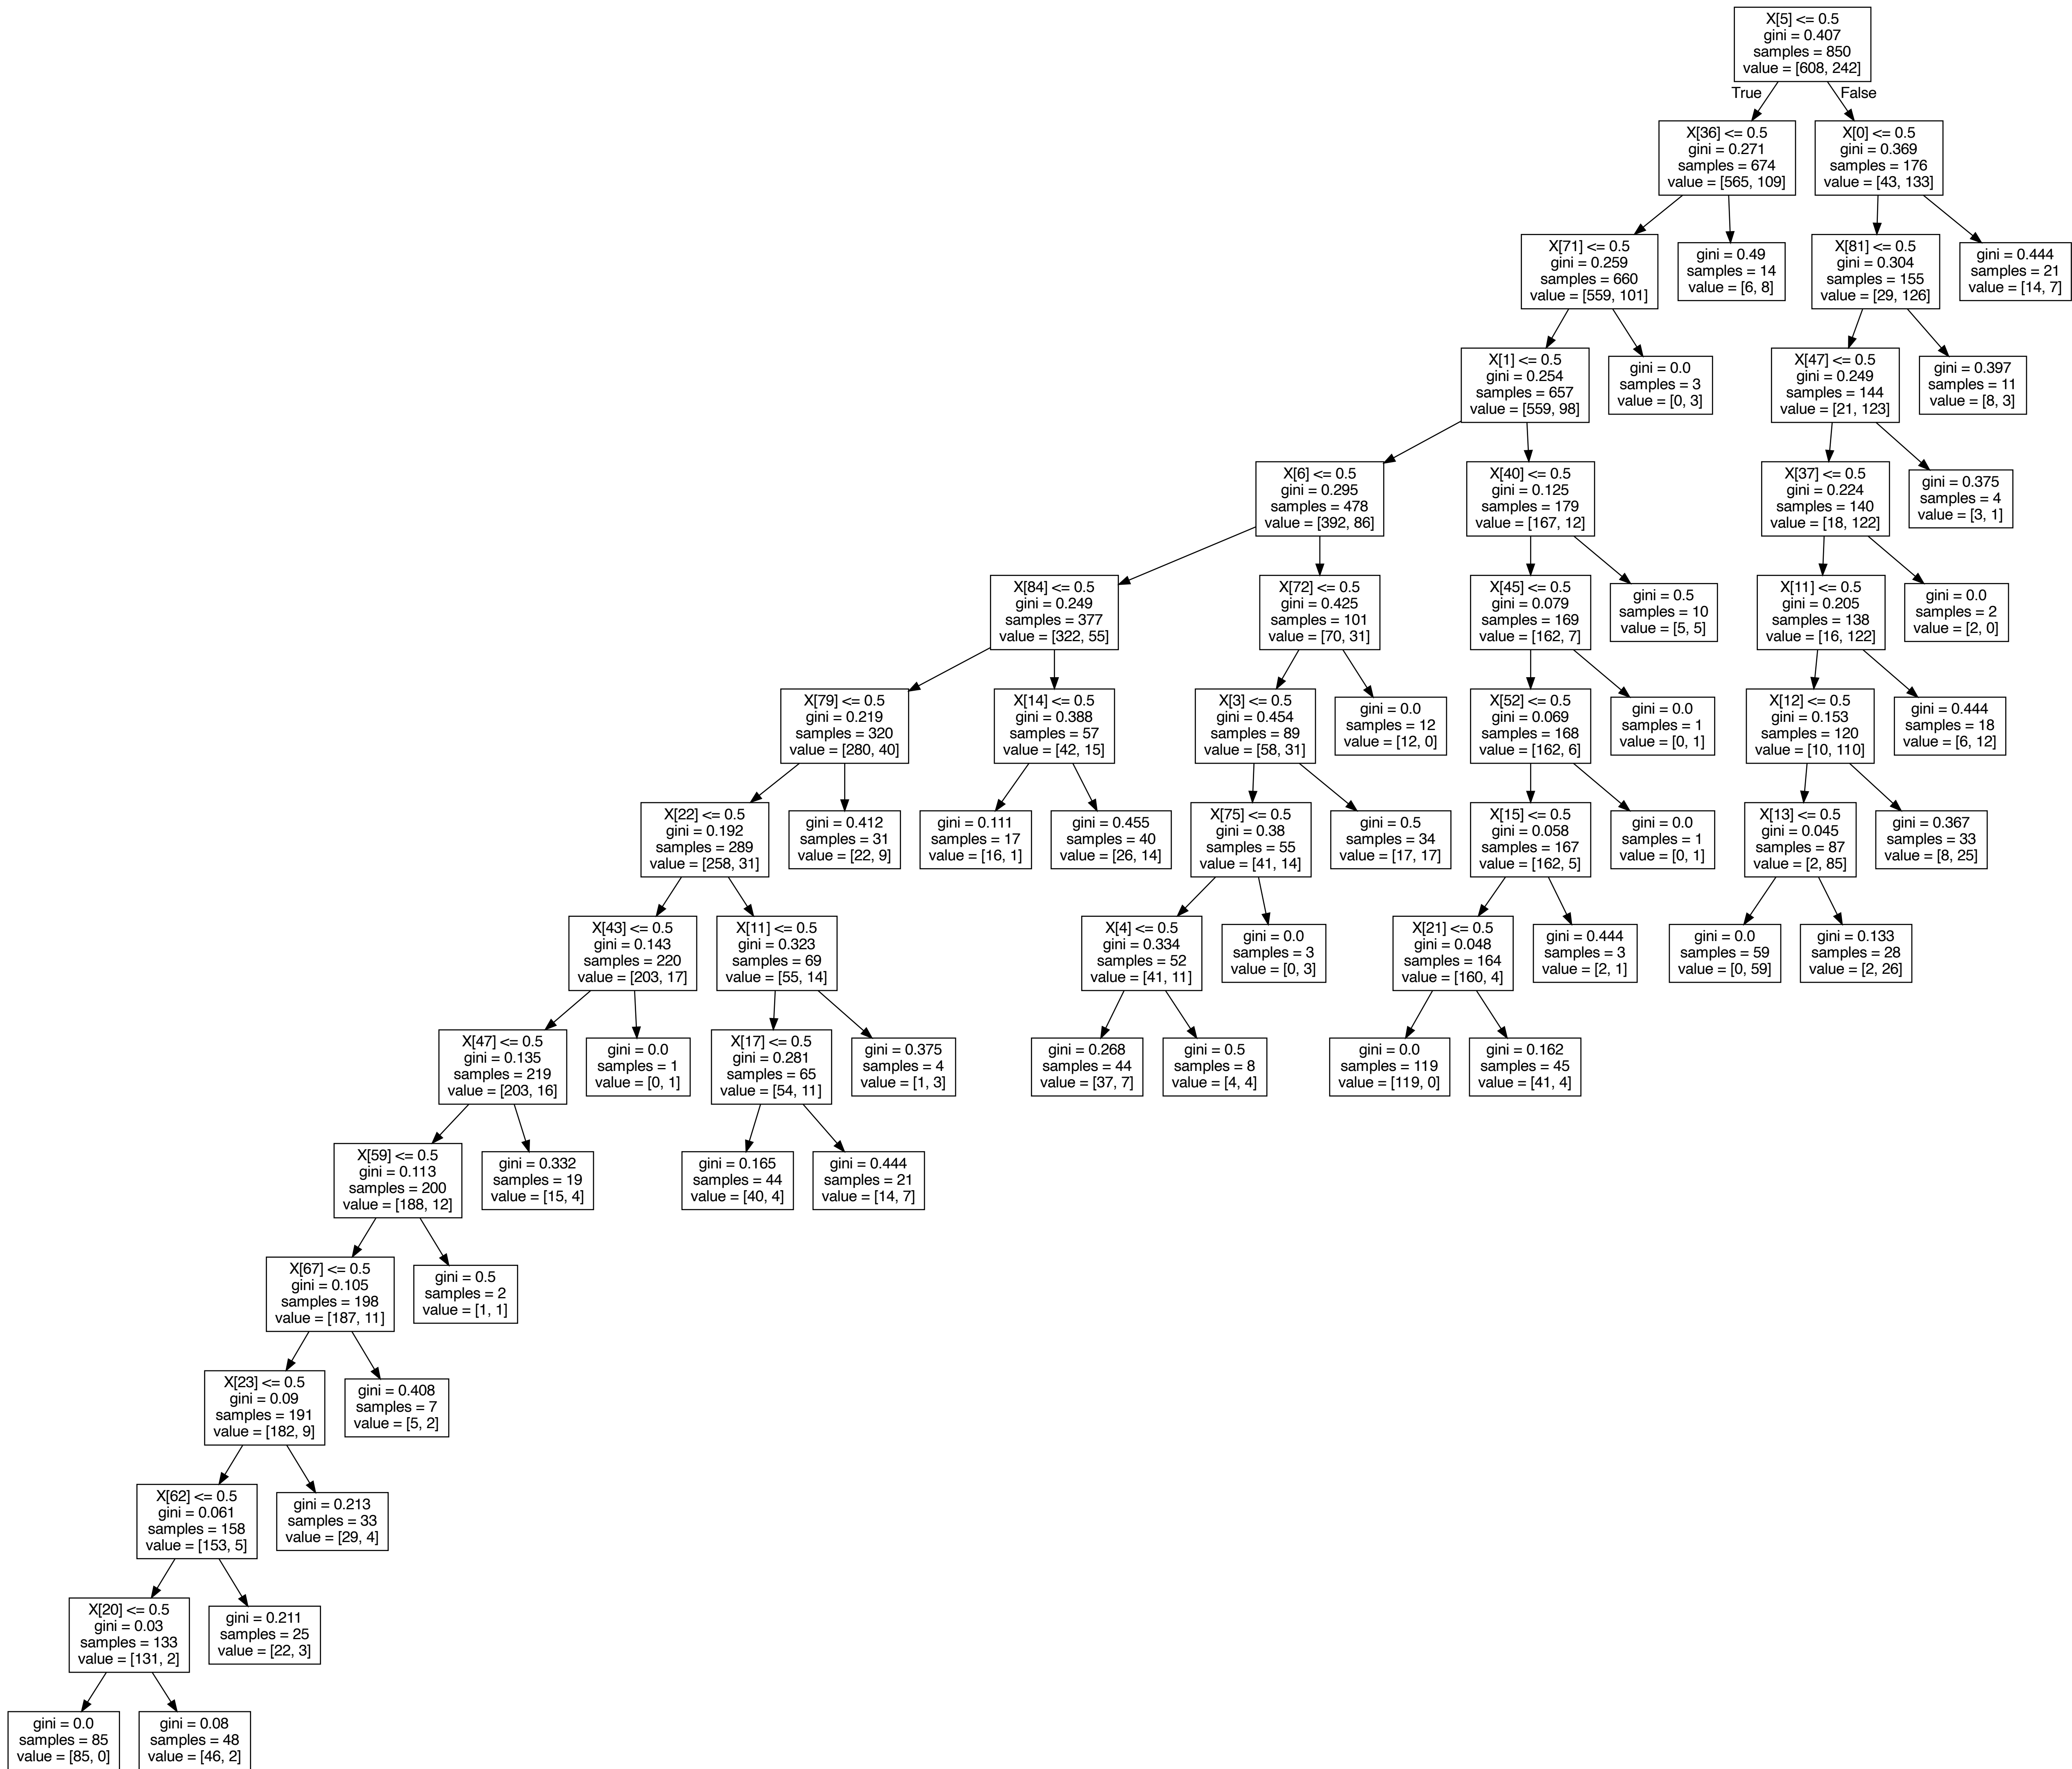 X[5] <= 0.5
gini = 0.407
samples = 850
value = [608, 242]
True
False
X[36] <= 0.5
gini = 0.271
samples = 674
value = [565, 109]
X[0] <= 0.5
gini = 0.369
samples = 176
value = [43, 133]
X[71] <= 0.5
gini = 0.259
samples = 660
value = [559, 101]
gini = 0.49
samples = 14
value = [6, 8]
X[81] <= 0.5
gini = 0.304
samples = 155
value = [29, 126]
gini = 0.444
samples = 21
value = [14, 7]
X[1] <= 0.5
gini = 0.254
samples = 657
value = [559, 98]
gini = 0.0
samples = 3
value = [0, 3]
X[47] <= 0.5
gini = 0.249
samples = 144
value = [21, 123]
gini = 0.397
samples = 11
value = [8, 3]
X[6] <= 0.5
gini = 0.295
samples = 478
value = [392, 86]
X[40] <= 0.5
gini = 0.125
samples = 179
value = [167, 12]
X[37] <= 0.5
gini = 0.224
samples = 140
value = [18, 122]
gini = 0.375
samples = 4
value = [3, 1]
X[84] <= 0.5
gini = 0.249
samples = 377
value = [322, 55]
X[72] <= 0.5
gini = 0.425
samples = 101
value = [70, 31]
X[45] <= 0.5
gini = 0.079
samples = 169
value = [162, 7]
gini = 0.5
samples = 10
value = [5, 5]
X[11] <= 0.5
gini = 0.205
samples = 138
value = [16, 122]
gini = 0.0
samples = 2
value = [2, 0]
X[79] <= 0.5
gini = 0.219
samples = 320
value = [280, 40]
X[14] <= 0.5
gini = 0.388
samples = 57
value = [42, 15]
X[3] <= 0.5
gini = 0.454
samples = 89
value = [58, 31]
gini = 0.0
samples = 12
value = [12, 0]
X[52] <= 0.5
gini = 0.069
samples = 168
value = [162, 6]
gini = 0.0
samples = 1
value = [0, 1]
X[12] <= 0.5
gini = 0.153
samples = 120
value = [10, 110]
gini = 0.444
samples = 18
value = [6, 12]
X[22] <= 0.5
gini = 0.192
samples = 289
value = [258, 31]
gini = 0.412
samples = 31
value = [22, 9]
gini = 0.111
samples = 17
value = [16, 1]
gini = 0.455
samples = 40
value = [26, 14]
X[75] <= 0.5
gini = 0.38
samples = 55
value = [41, 14]
gini = 0.5
samples = 34
value = [17, 17]
X[15] <= 0.5
gini = 0.058
samples = 167
value = [162, 5]
gini = 0.0
samples = 1
value = [0, 1]
X[13] <= 0.5
gini = 0.045
samples = 87
value = [2, 85]
gini = 0.367
samples = 33
value = [8, 25]
X[43] <= 0.5
gini = 0.143
samples = 220
value = [203, 17]
X[11] <= 0.5
gini = 0.323
samples = 69
value = [55, 14]
X[4] <= 0.5
gini = 0.334
samples = 52
value = [41, 11]
gini = 0.0
samples = 3
value = [0, 3]
X[21] <= 0.5
gini = 0.048
samples = 164
value = [160, 4]
gini = 0.444
samples = 3
value = [2, 1]
gini = 0.0
samples = 59
value = [0, 59]
gini = 0.133
samples = 28
value = [2, 26]
X[47] <= 0.5
gini = 0.135
samples = 219
value = [203, 16]
gini = 0.0
samples = 1
value = [0, 1]
X[17] <= 0.5
gini = 0.281
samples = 65
value = [54, 11]
gini = 0.375
samples = 4
value = [1, 3]
gini = 0.268
samples = 44
value = [37, 7]
gini = 0.5
samples = 8
value = [4, 4]
gini = 0.0
samples = 119
value = [119, 0]
gini = 0.162
samples = 45
value = [41, 4]
X[59] <= 0.5
gini = 0.113
samples = 200
value = [188, 12]
gini = 0.332
samples = 19
value = [15, 4]
gini = 0.165
samples = 44
value = [40, 4]
gini = 0.444
samples = 21
value = [14, 7]
X[67] <= 0.5
gini = 0.105
samples = 198
value = [187, 11]
gini = 0.5
samples = 2
value = [1, 1]
X[23] <= 0.5
gini = 0.09
samples = 191
value = [182, 9]
gini = 0.408
samples = 7
value = [5, 2]
X[62] <= 0.5
gini = 0.061
samples = 158
value = [153, 5]
gini = 0.213
samples = 33
value = [29, 4]
X[20] <= 0.5
gini = 0.03
samples = 133
value = [131, 2]
gini = 0.211
samples = 25
value = [22, 3]
gini = 0.0
samples = 85
value = [85, 0]
gini = 0.08
samples = 48
value = [46, 2]